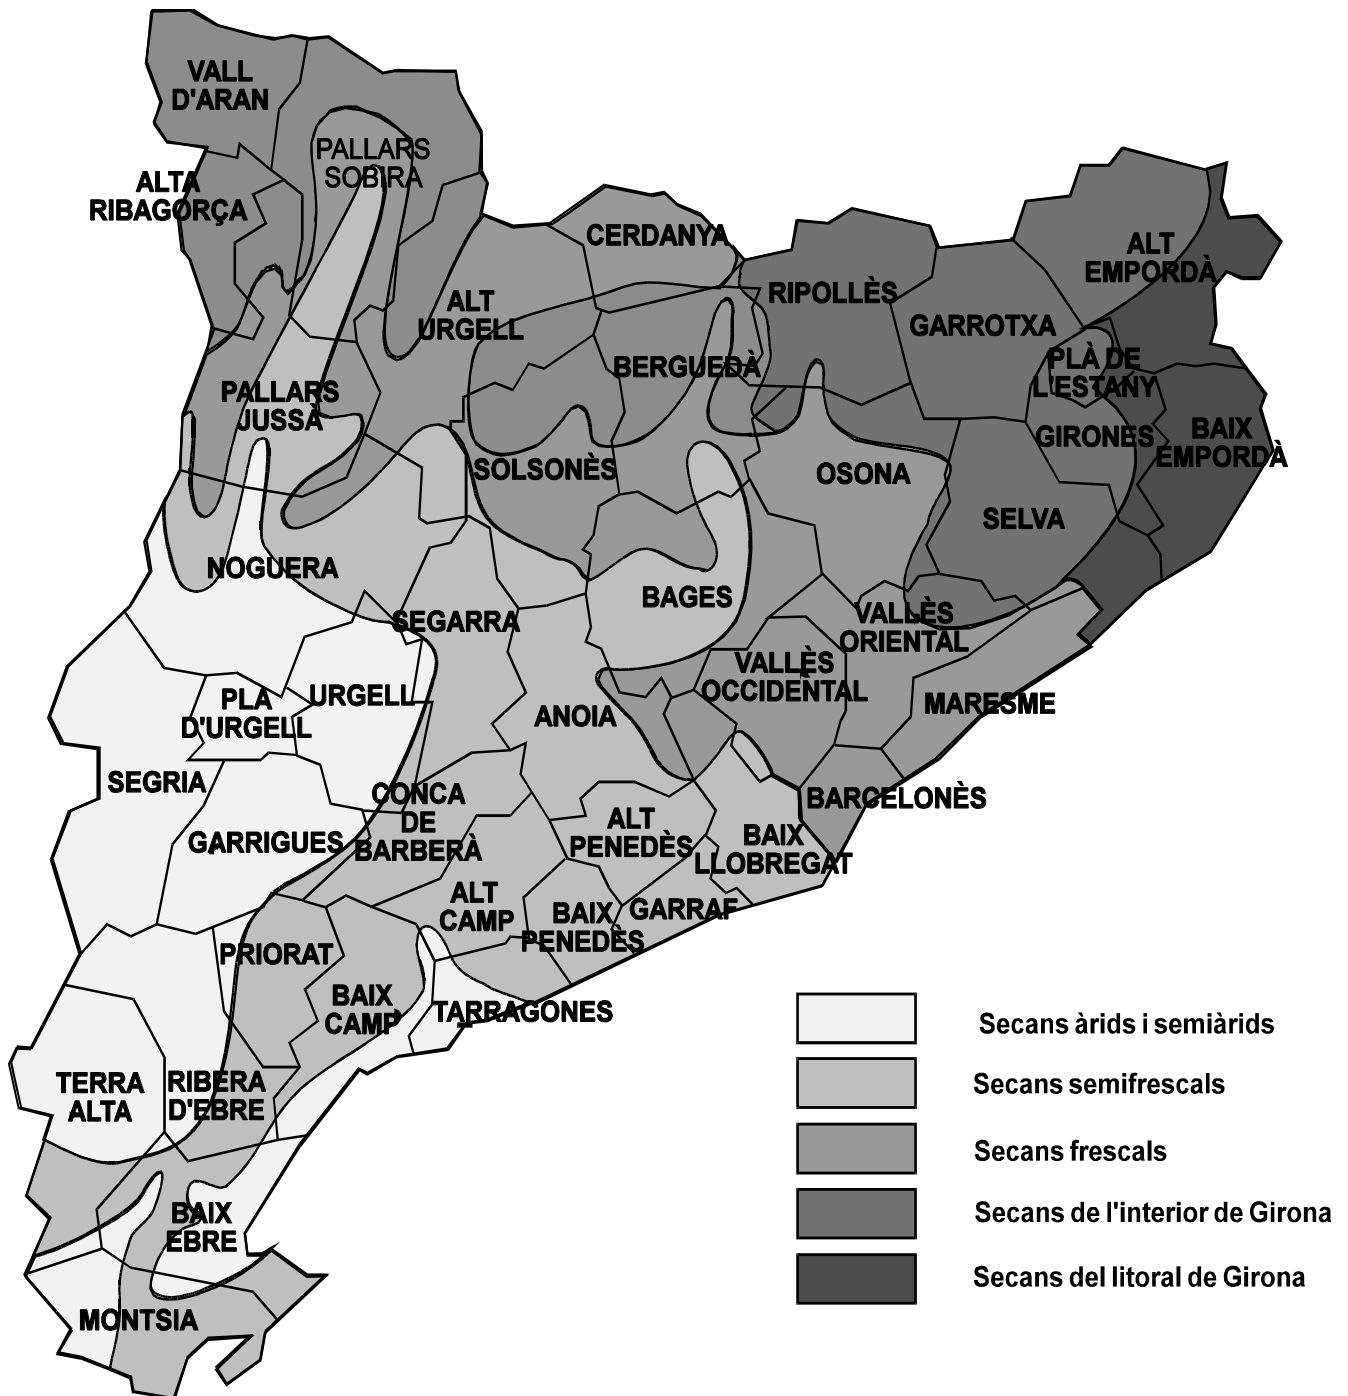 VALL
D'ARAN
PALLARS
SOBIRA
ALTA
RIBAGORÇA
CERDANYA
ALT
EMPORDÀ
RIPOLLÈS
ALT
URGELL
GARROTXA
BERGUEDÀ
PLÀ DE
L'ESTANY
PALLARS
JUSSÀ
GIRONES
BAIX
EMPORDÀ
SOLSONÈS
OSONA
SELVA
NOGUERA
BAGES
SEGARRA
VALLÈS
ORIENTAL
VALLÈS
OCCIDENTAL
PLA
D'URGELL
URGELL
ANOIA
MARESME
SEGRIA
CONCA
DE
BARBERÀ
BARCELONÈS
GARRIGUES
ALT
PENEDÈS
BAIX
LLOBREGAT
ALT
CAMP
BAIX
PENEDÈS
GARRAF
PRIORAT
BAIX
CAMP
TARRAGONES
TERRA
ALTA
RIBERA
D'EBRE
BAIX
EBRE
MONTSIA
Secans àrids i semiàrids
Secans semifrescals
Secans frescals
Secans de l'interior de Girona
Secans del litoral de Girona